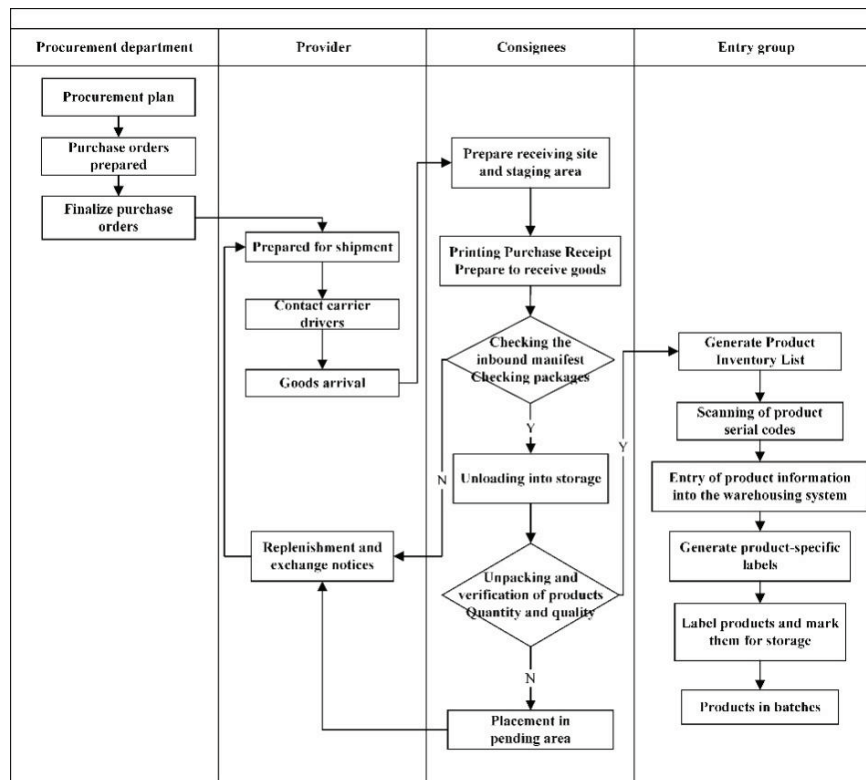 Procurement department
Provider
Consignees
Entry group
Procurement plan
Purchase orders
prepared
Finalize purchase
orders
Prepared for shipment
Contact carrier
drivers
Goods arrival
Replenishment and
exchange notices
Prepare receiving site
and staging area
Printing Purchase Receipt
Prepare to receive goods
Checking the
inbound manifest
Checking packages
N
Y
Unloading into storage
Unpacking and
verification of products
Quantity and quality
Y
N
Placement in
pending area
Generate Product
Inventory List
Scanning of product
serial codes
Entry of product information
into the warehousing system
Generate product-specific
labels
Label products and mark
them for storage
Products in batches